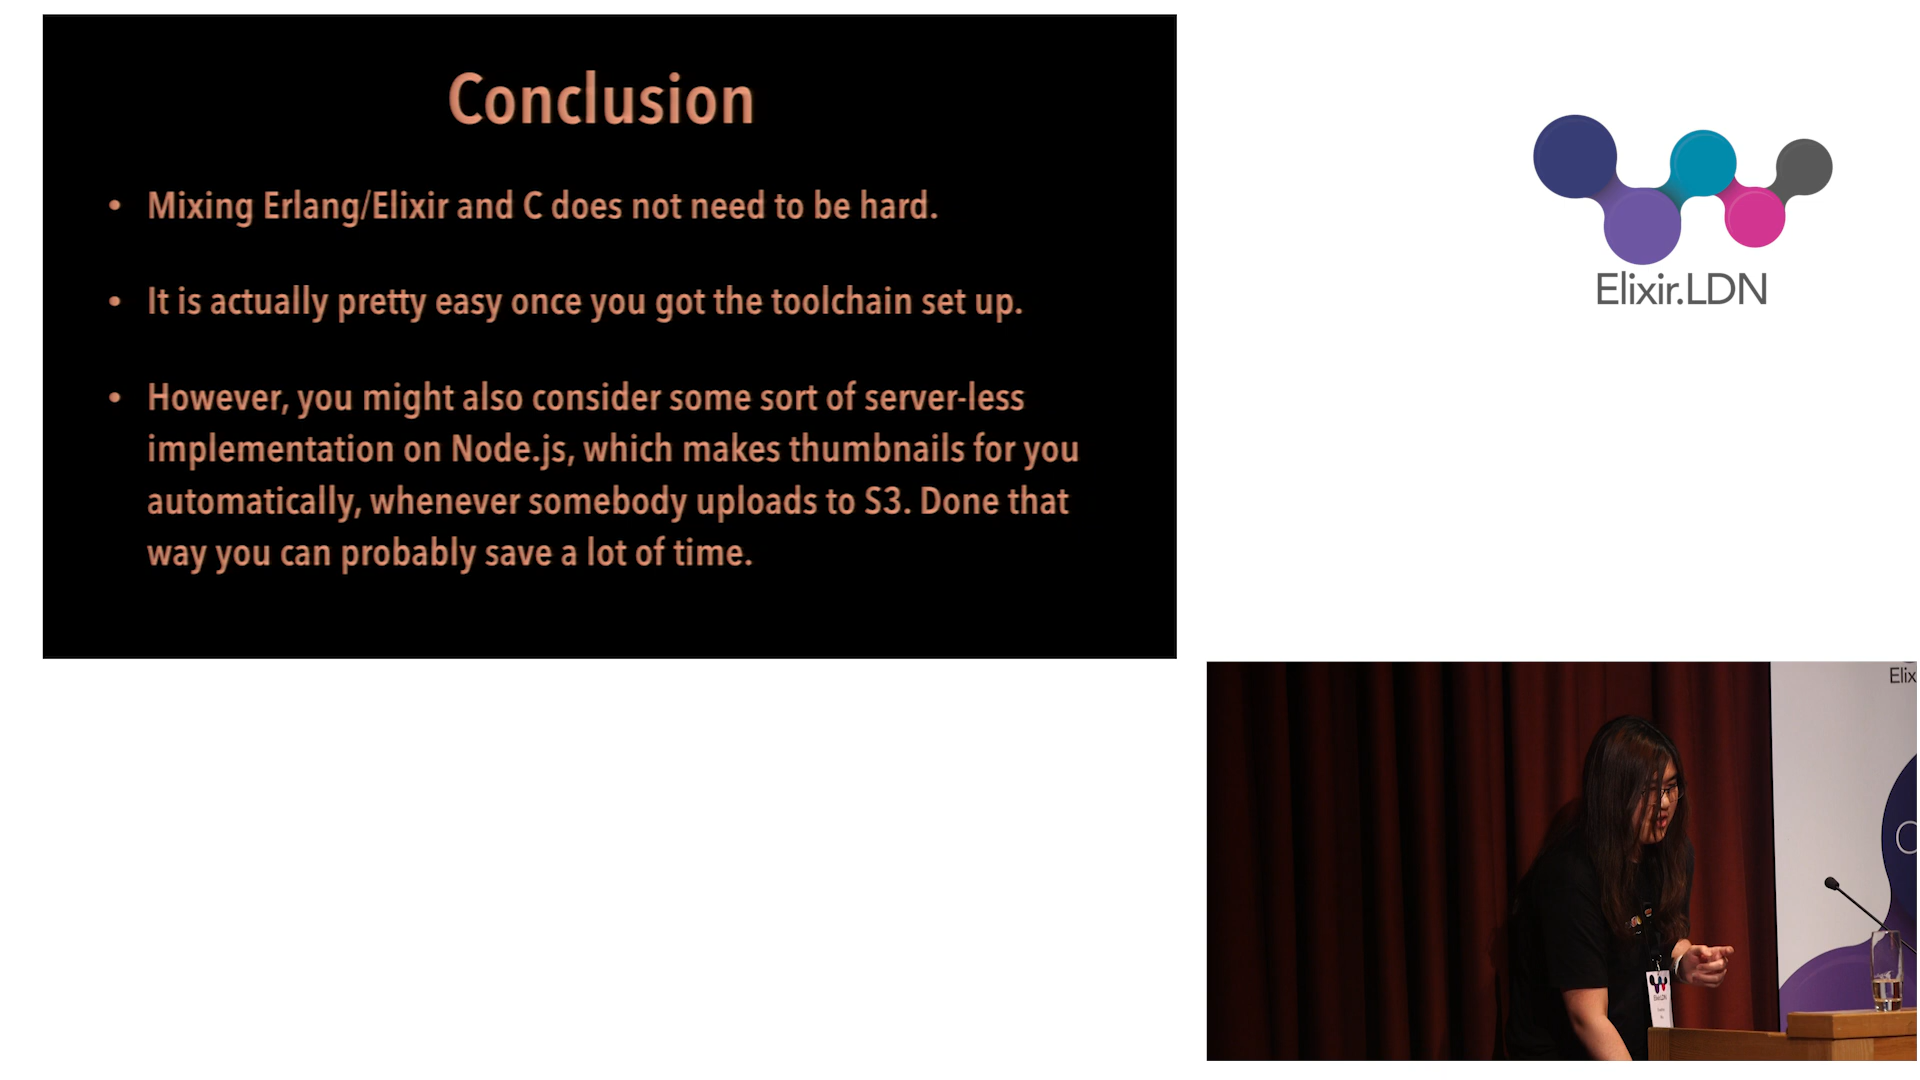 Conclusion
• Mixing Erlang/Elixir and C does not need to be hard.
• It is actually pretty easy once you got the toolchain set up.
• However, you might also consider some sort of server-less
implementation on Node.js, which makes thumbnails for you
automatically, whenever somebody uploads to S3. Done that
way you can probably save a lot of time.
Elixir.LDN
Elix
Elixir.LDN